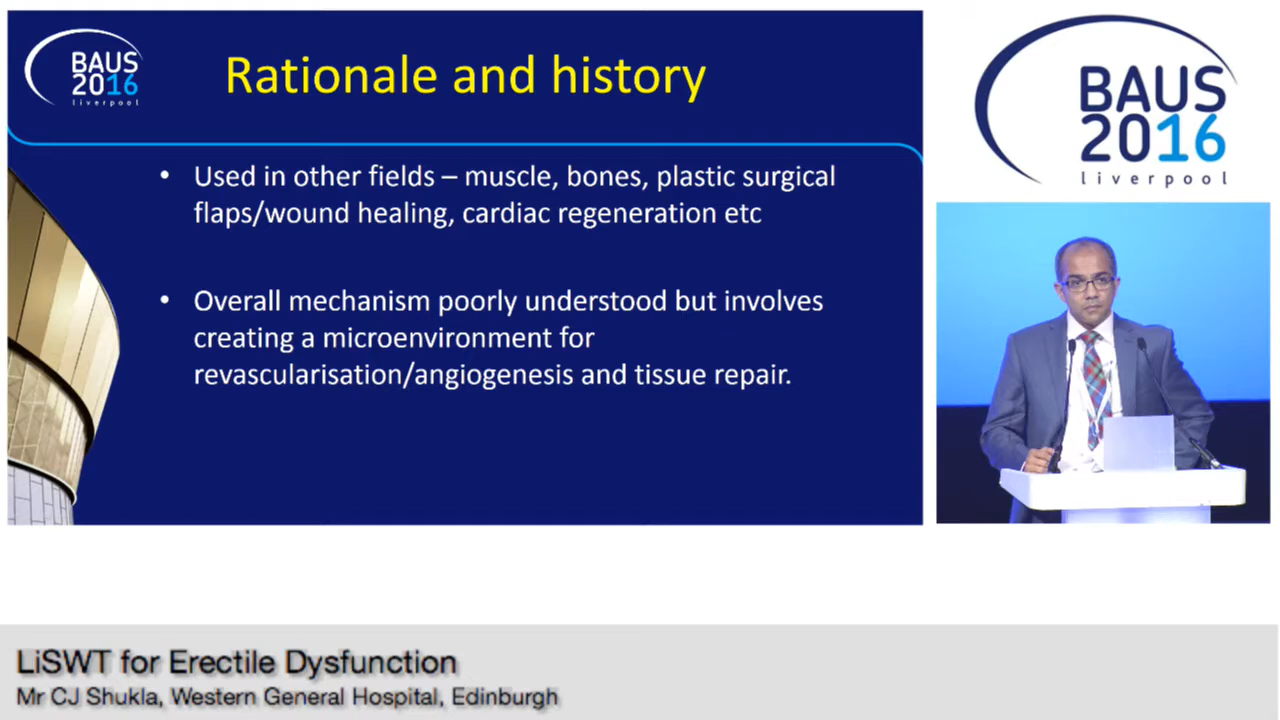 BAUS
2016
liverpool
Rationale and history
• Used in other fields – muscle, bones, plastic surgical
flaps/wound healing, cardiac regeneration etc
• Overall mechanism poorly understood but involves
creating a microenvironment for
revascularisation/angiogenesis and tissue repair.
BAUS
2016
liverpool
LiSWT for Erectile Dysfunction
Mr CJ Shukla, Western General Hospital, Edinburgh